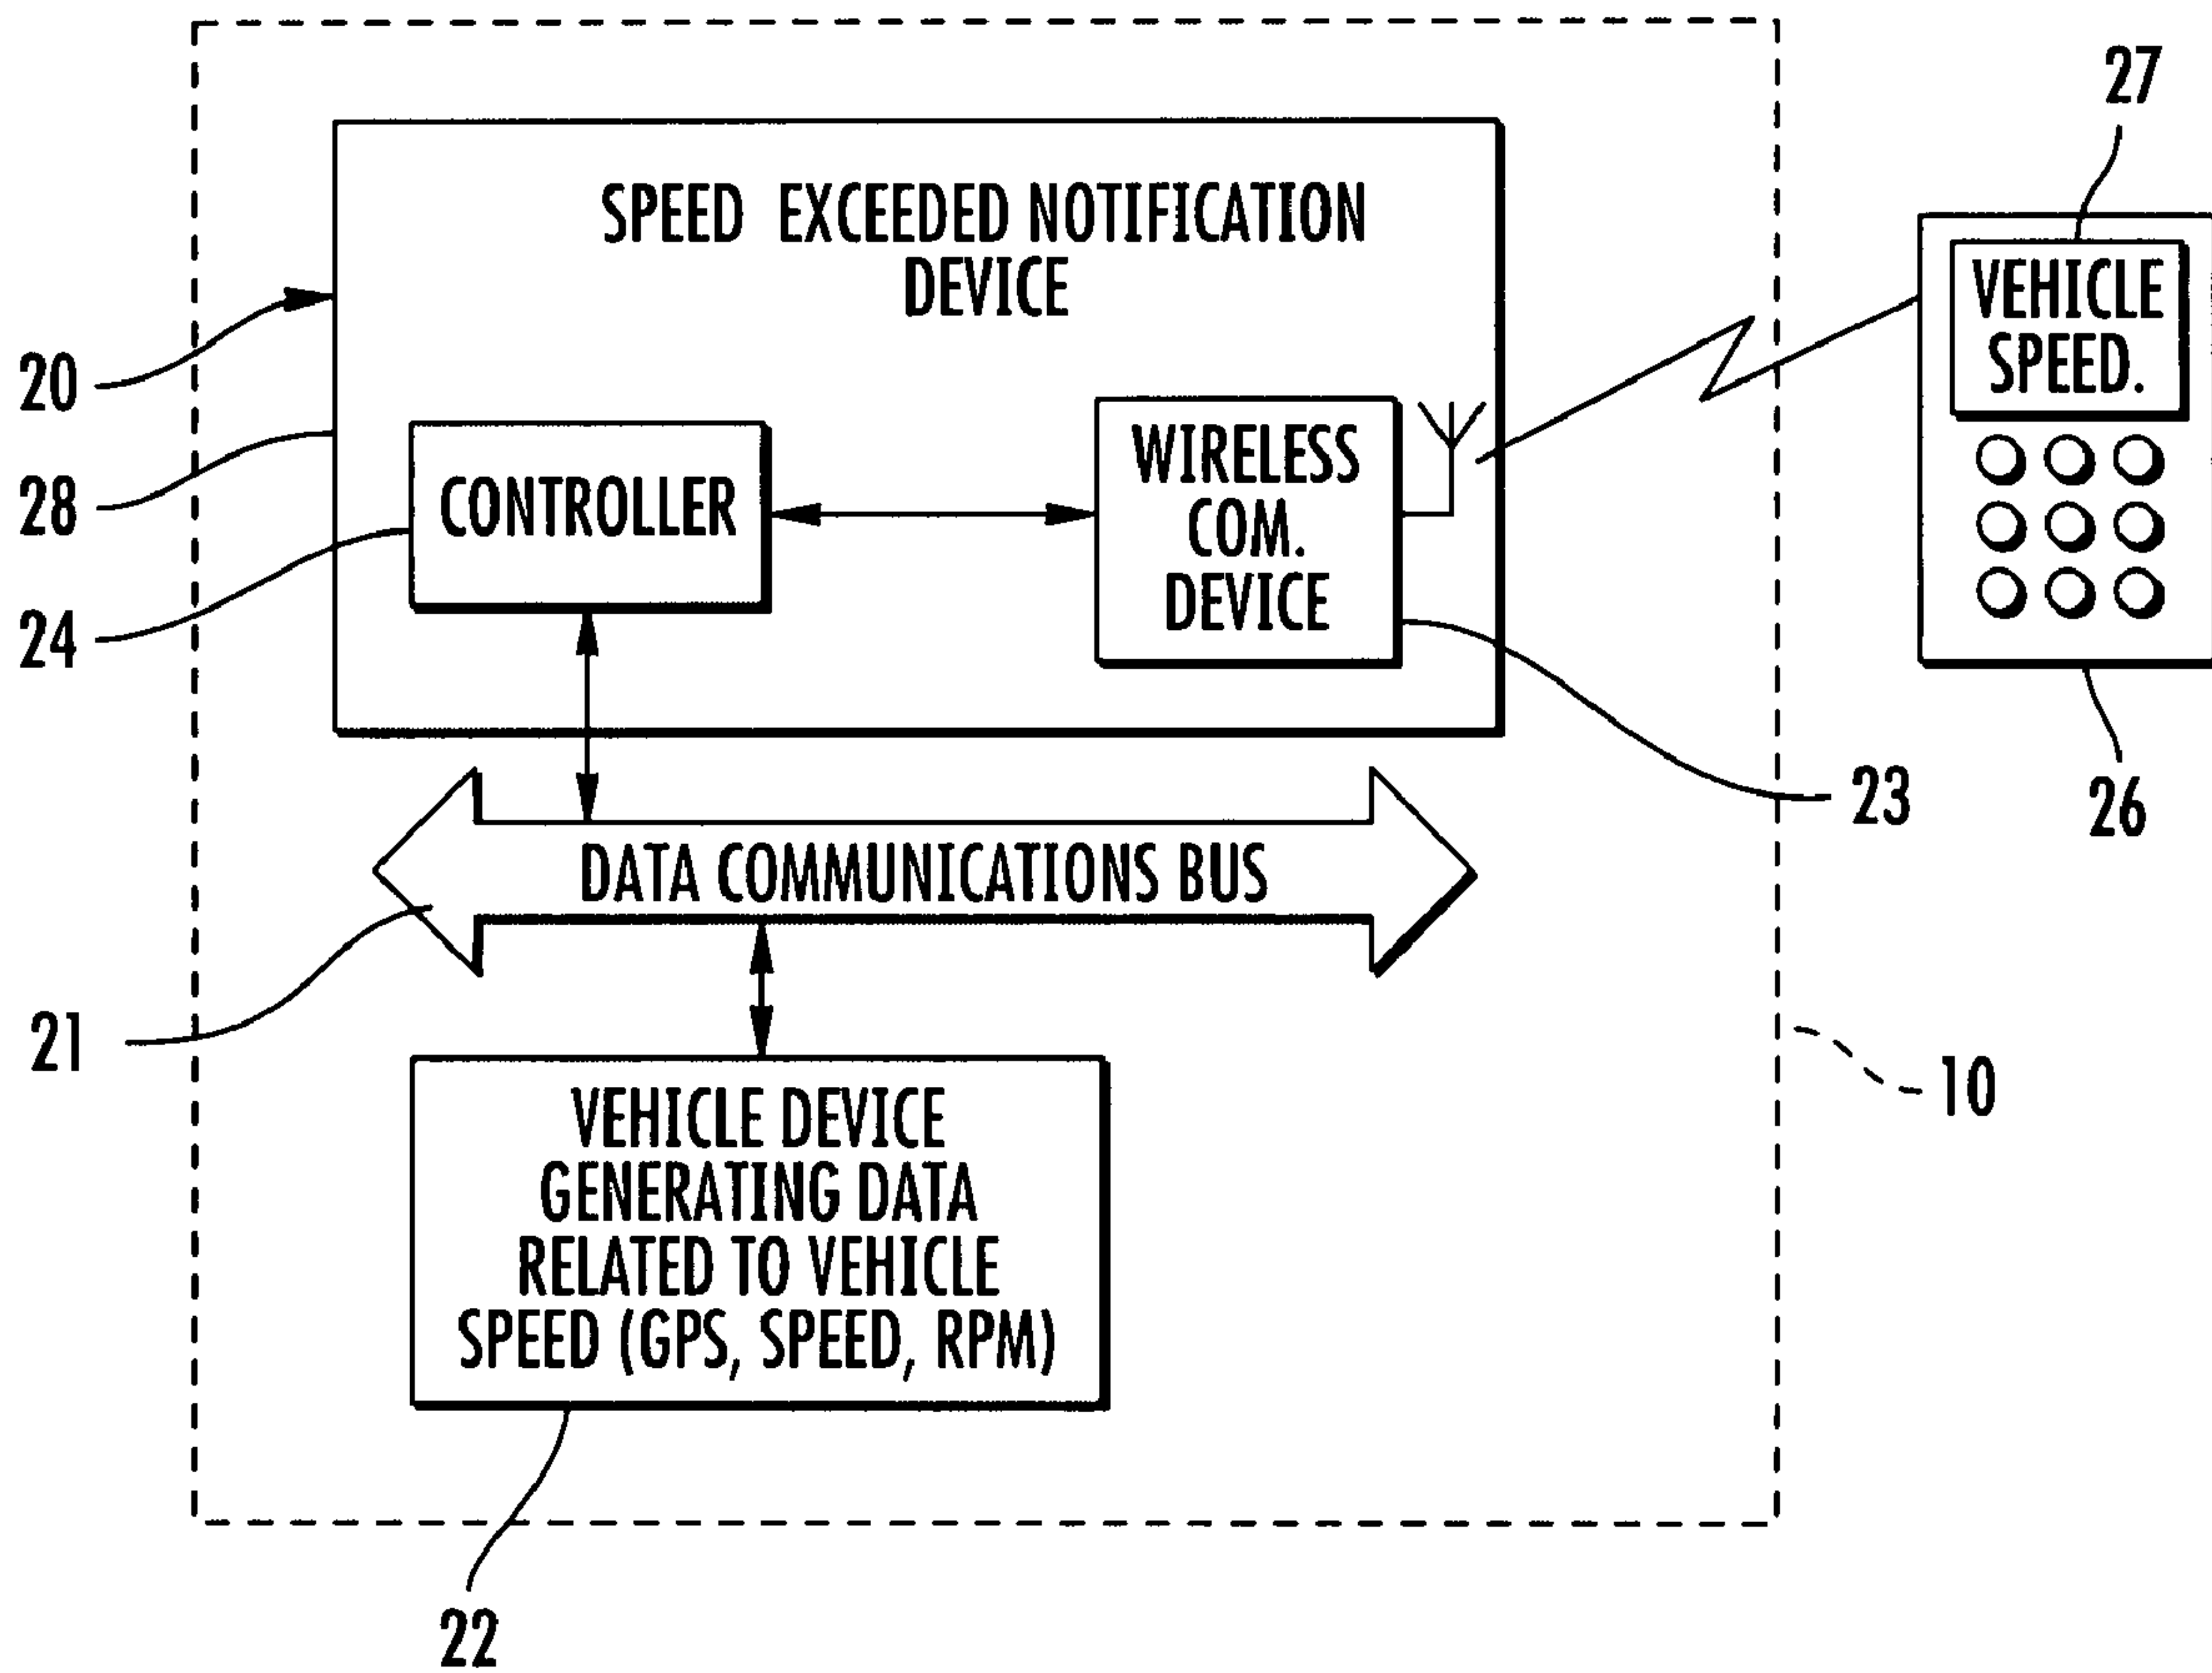 27
SPEED EXCEEDED NOTIFICATION
DEVICE
VEHICLE
SPEED.
20
28
24
CONTROLLER
WIRELESS
COM.
DEVICE
23
26
DATA COMMUNICATIONS BUS
21
10
VEHICLE DEVICE
GENERATING DATA
RELATED TO VEHICLE
SPEED (GPS, SPEED, RPM)
22